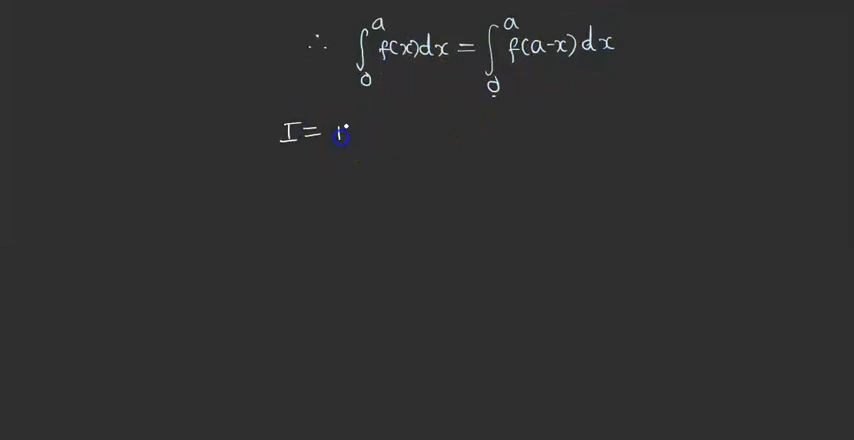 ∴ ∫₀ᵃ f(x)dx = ∫₀ᵃ f(a-x)dx
I =